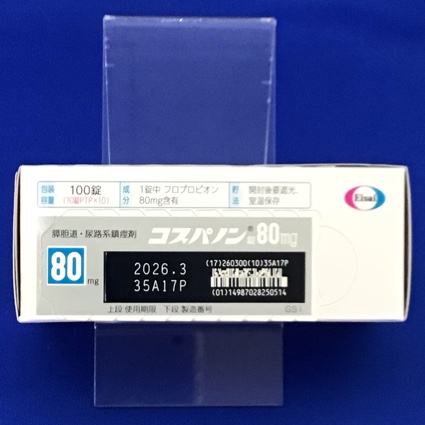 包装容量 100錠 (10錠PTP×10)
成分 1錠中 フロプロピオン 80mg含有
貯法 開封後要遮光、室温保存
Eisai
膵胆道・尿路系鎮痙剤
コスパノン®錠80mg
80mg
2026.3
35A17P
(17)260300(10)35A17P
(01)14987028250514
上段 使用期限 下段 製造番号
GS1